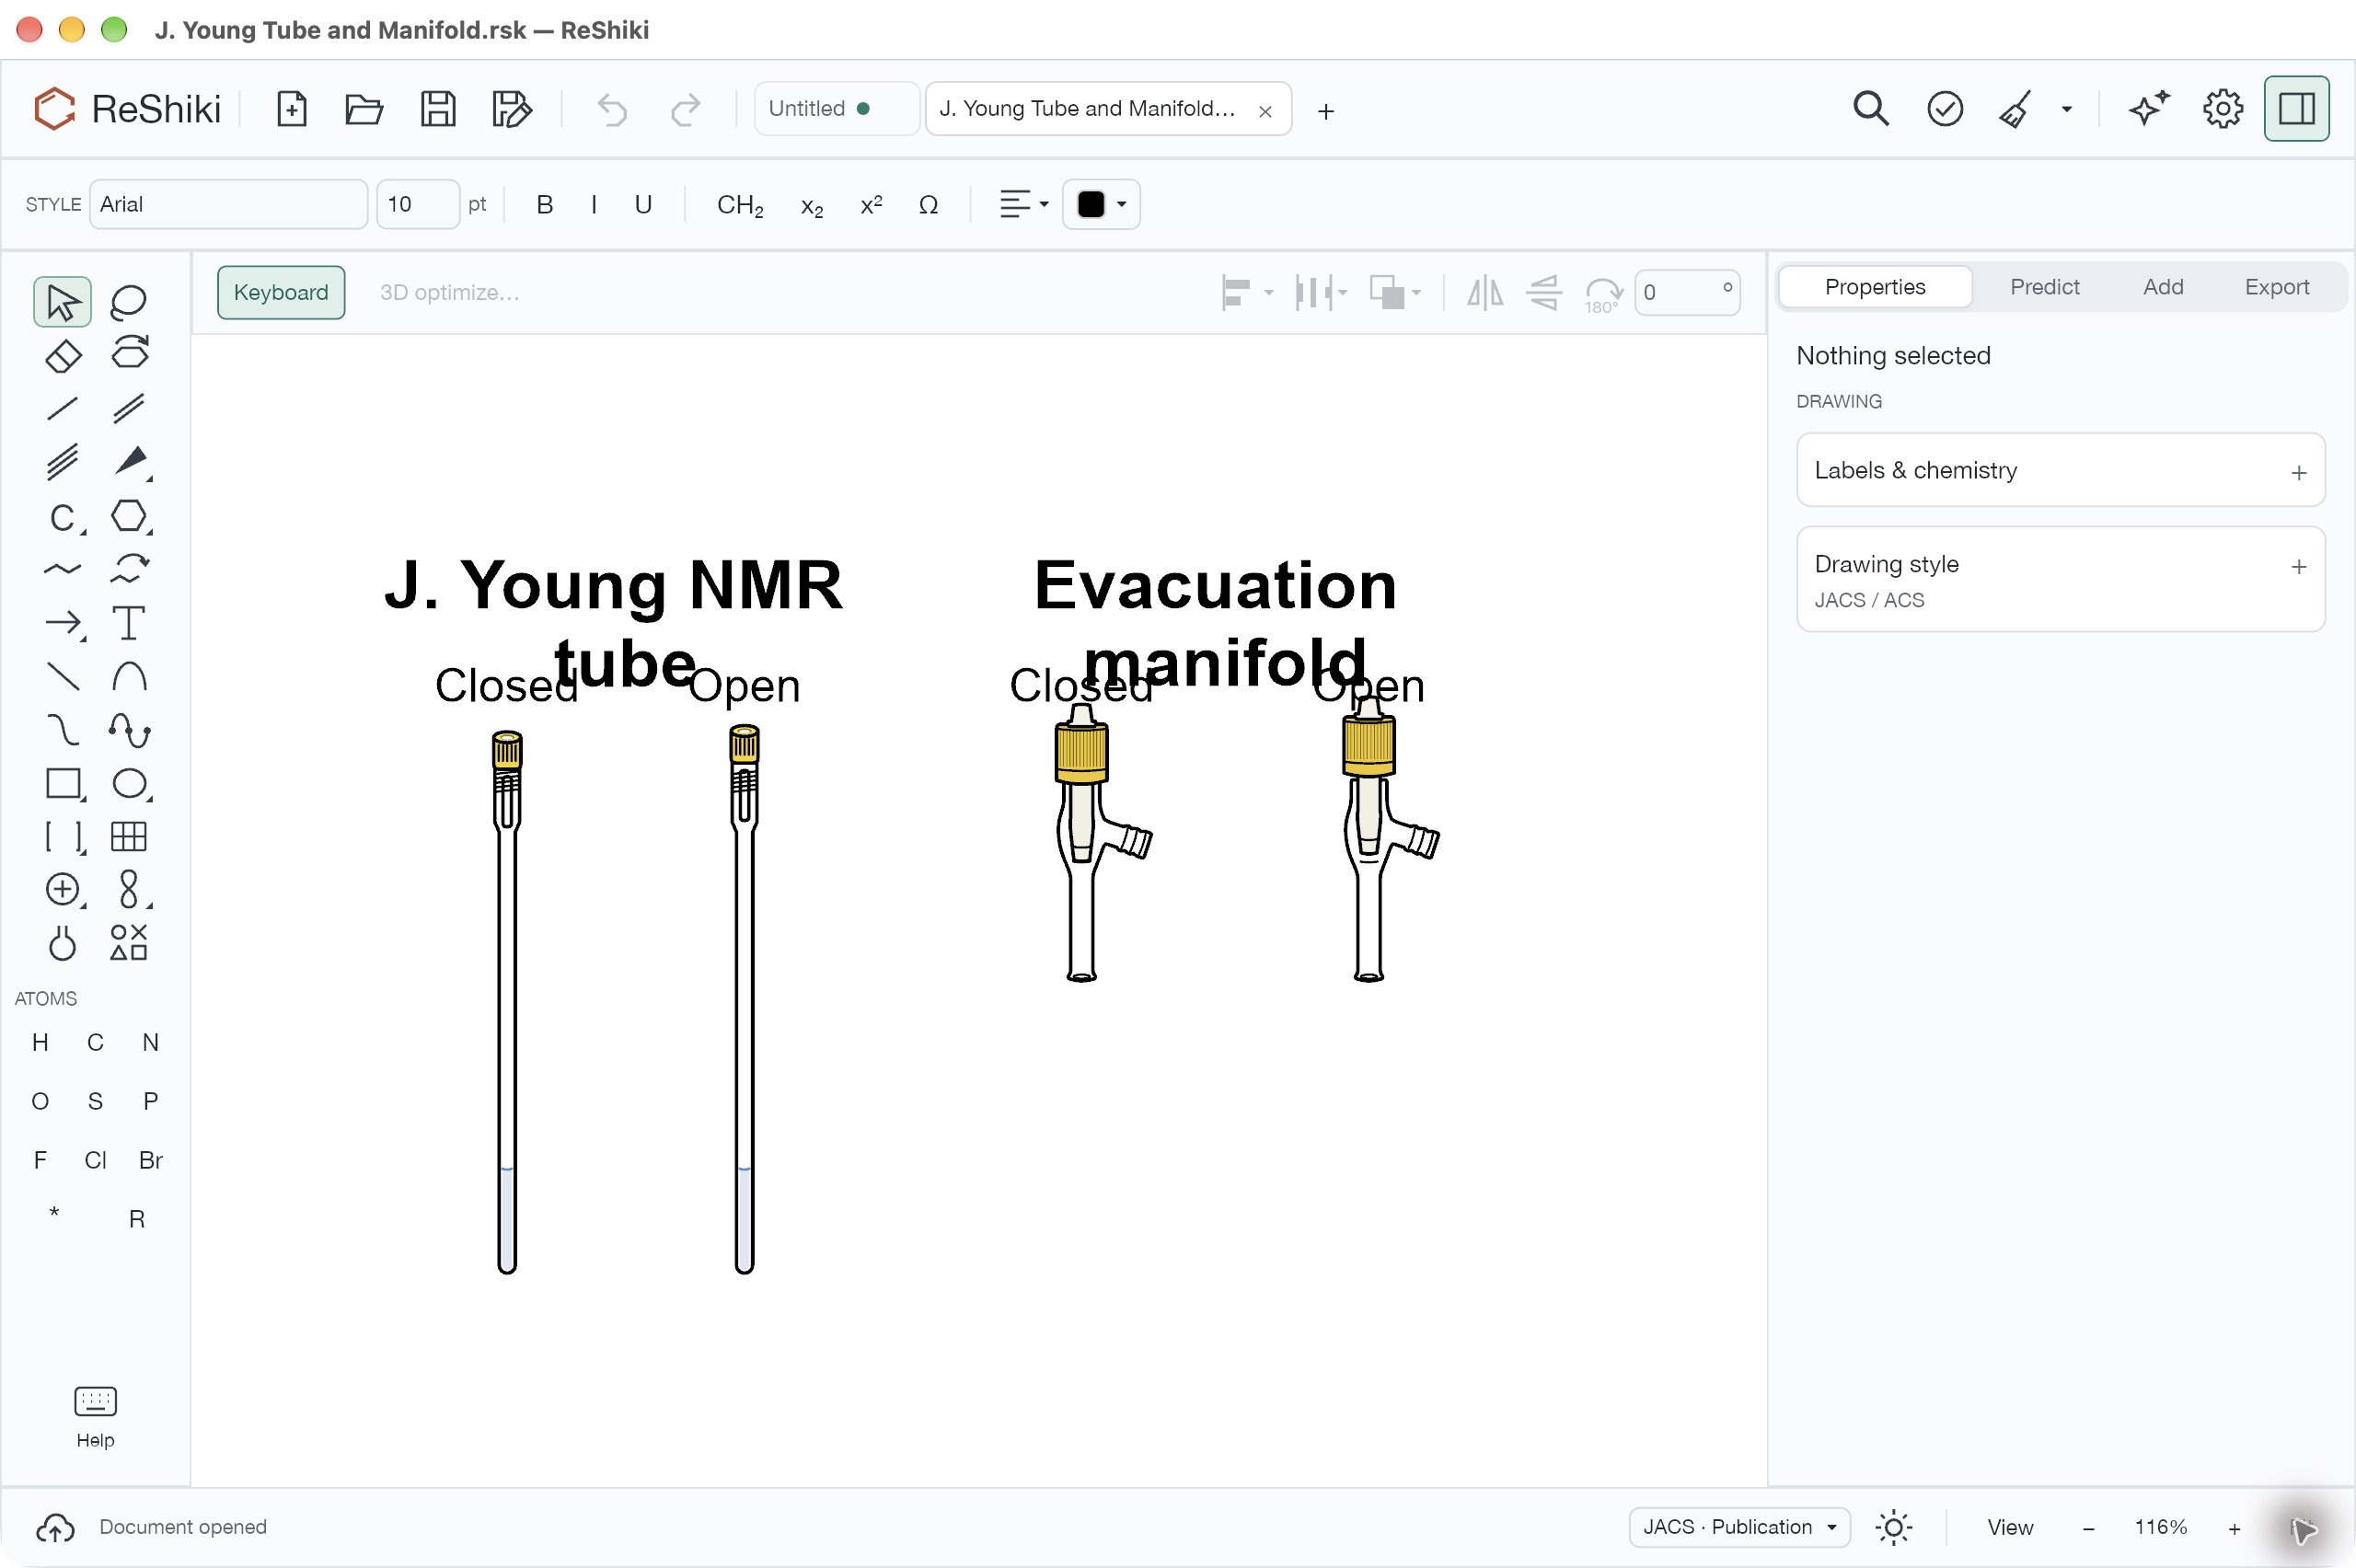 J. Young Tube and Manifold.rsk — ReShiki
ReShiki
Untitled
J. Young Tube and Manifold...
STYLE Arial 10 pt B I U CH₂ x₂ x² Ω
Keyboard 3D optimize...
180° 0 °
Properties Predict Add Export
Nothing selected
DRAWING
Labels & chemistry +
Drawing style +
JACS / ACS
C
T
J. Young NMR
tube
Closed Open
Evacuation
manifold
Closed Open
ATOMS
H C N
O S P
F Cl Br
* R
Help
Document opened
JACS · Publication
View − 116% +